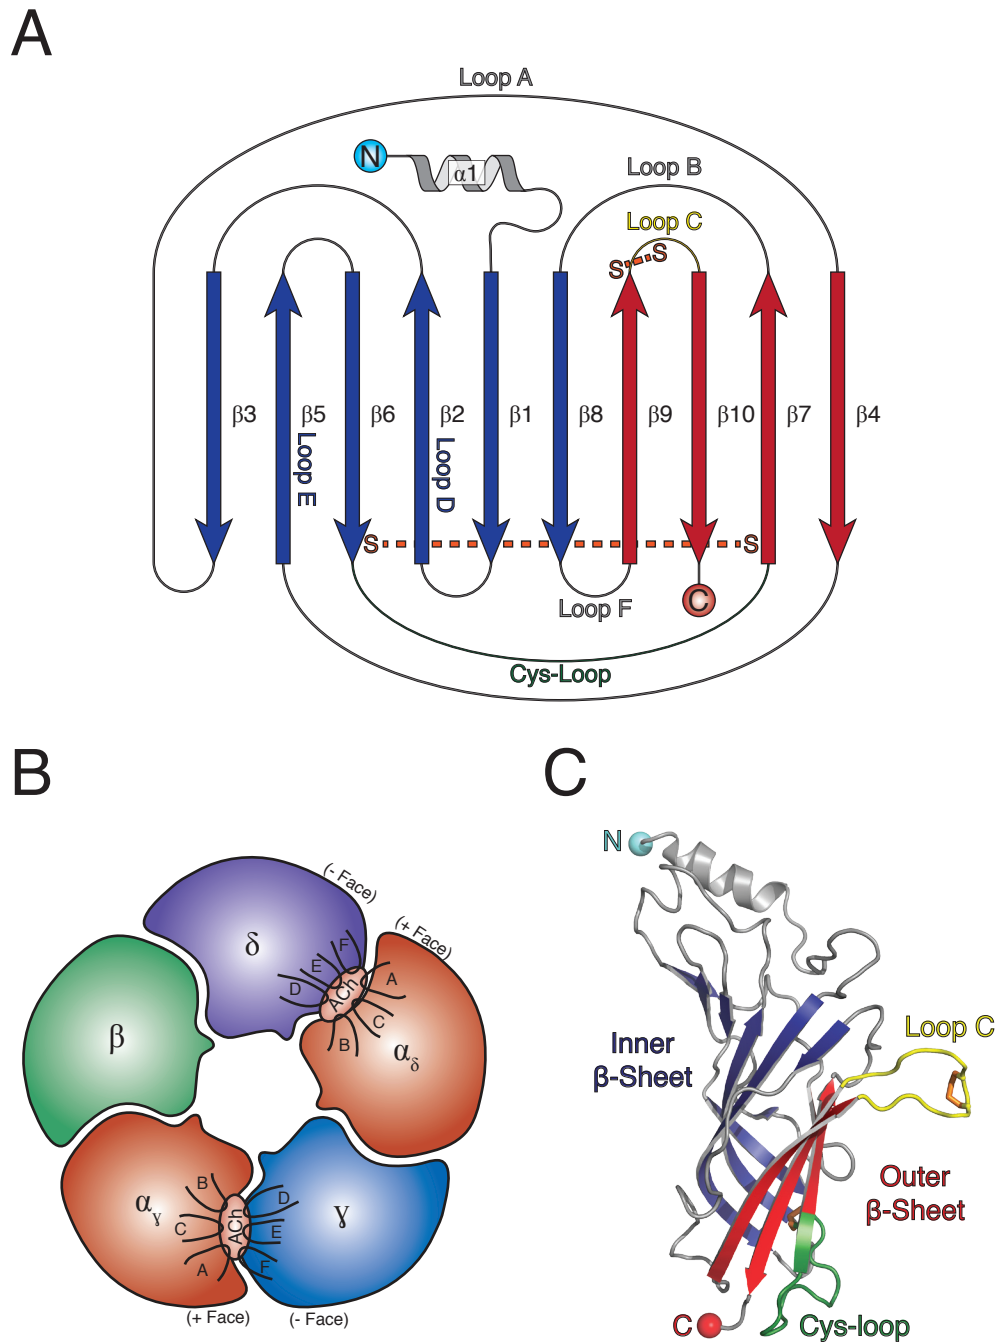 A
Loop A
N
α1
Loop B
Loop C
S
S
β3
β5
β6
β2
β1
β8
β9
β10
β7
β4
Loop E
Loop D
S
S
Loop F
C
Cys-Loop
B
(- Face)
(+ Face)
δ
F
E
D
ACh
A
C
B
αδ
β
αɣ
B
C
A
ACh
D
E
F
ɣ
(+ Face)
(- Face)
C
N
Loop C
Inner
β-Sheet
Outer
β-Sheet
C
Cys-loop